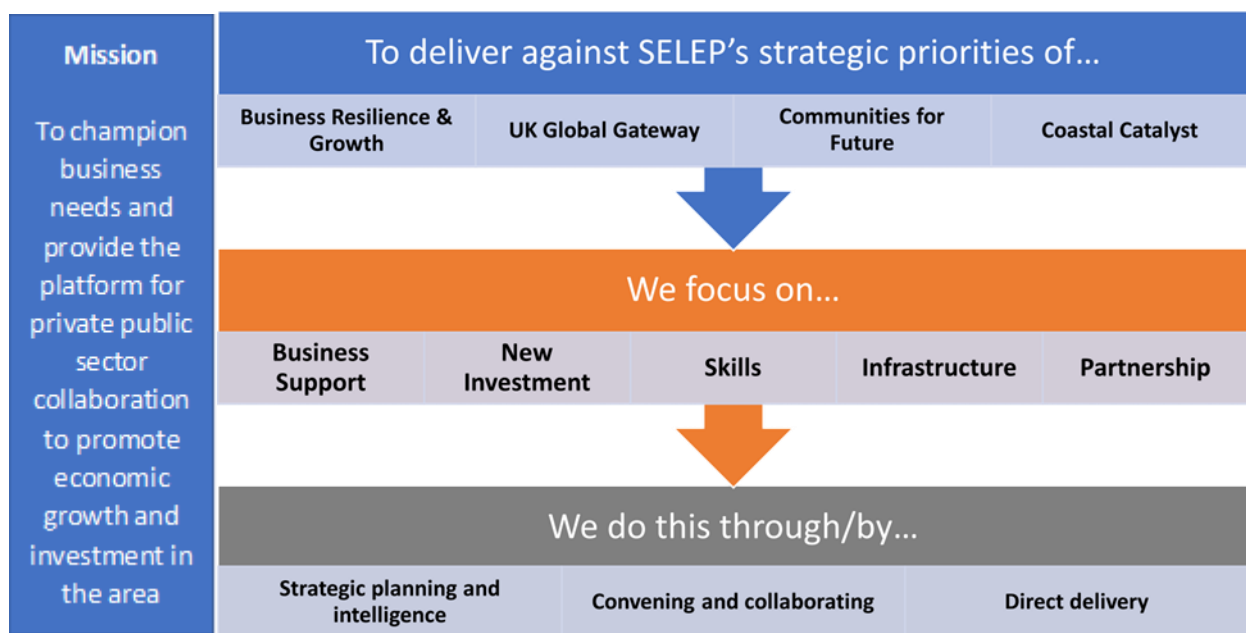 Mission
To champion
business
needs and
provide the
platform for
private public
sector
collaboration
to promote
economic
growth and
investment in
the area
To deliver against SELEP's strategic priorities of...
Business Resilience &
Growth
UK Global Gateway
Communities for
Future
Coastal Catalyst
We focus on...
Business
Support
New
Investment
Skills
Infrastructure
Partnership
We do this through/by...
Strategic planning and
intelligence
Convening and collaborating
Direct delivery